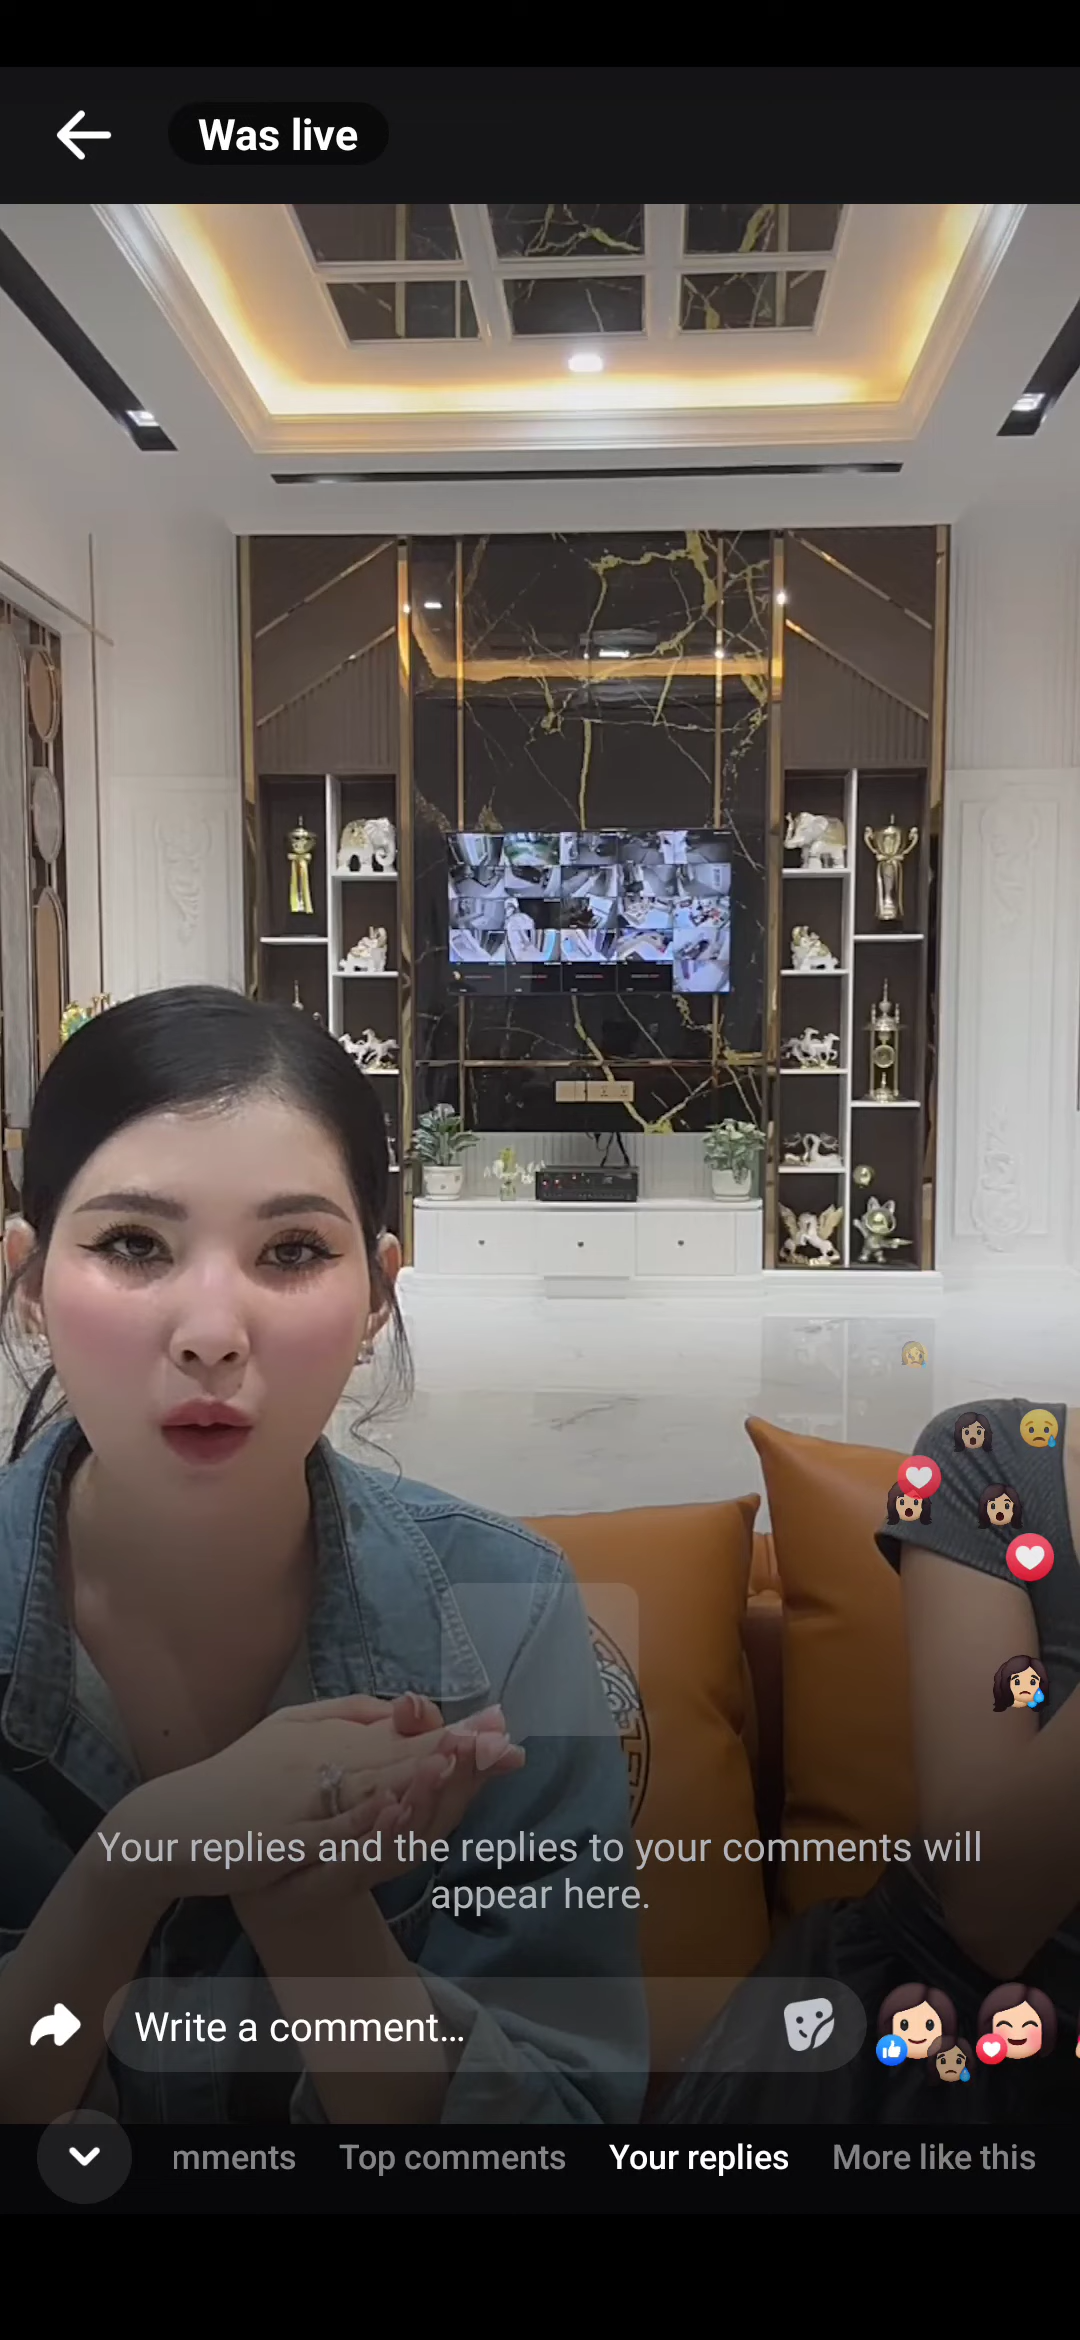 Was live
Your replies and the replies to your comments will
appear here.
Write a comment...
mments
Top comments
Your replies
More like this